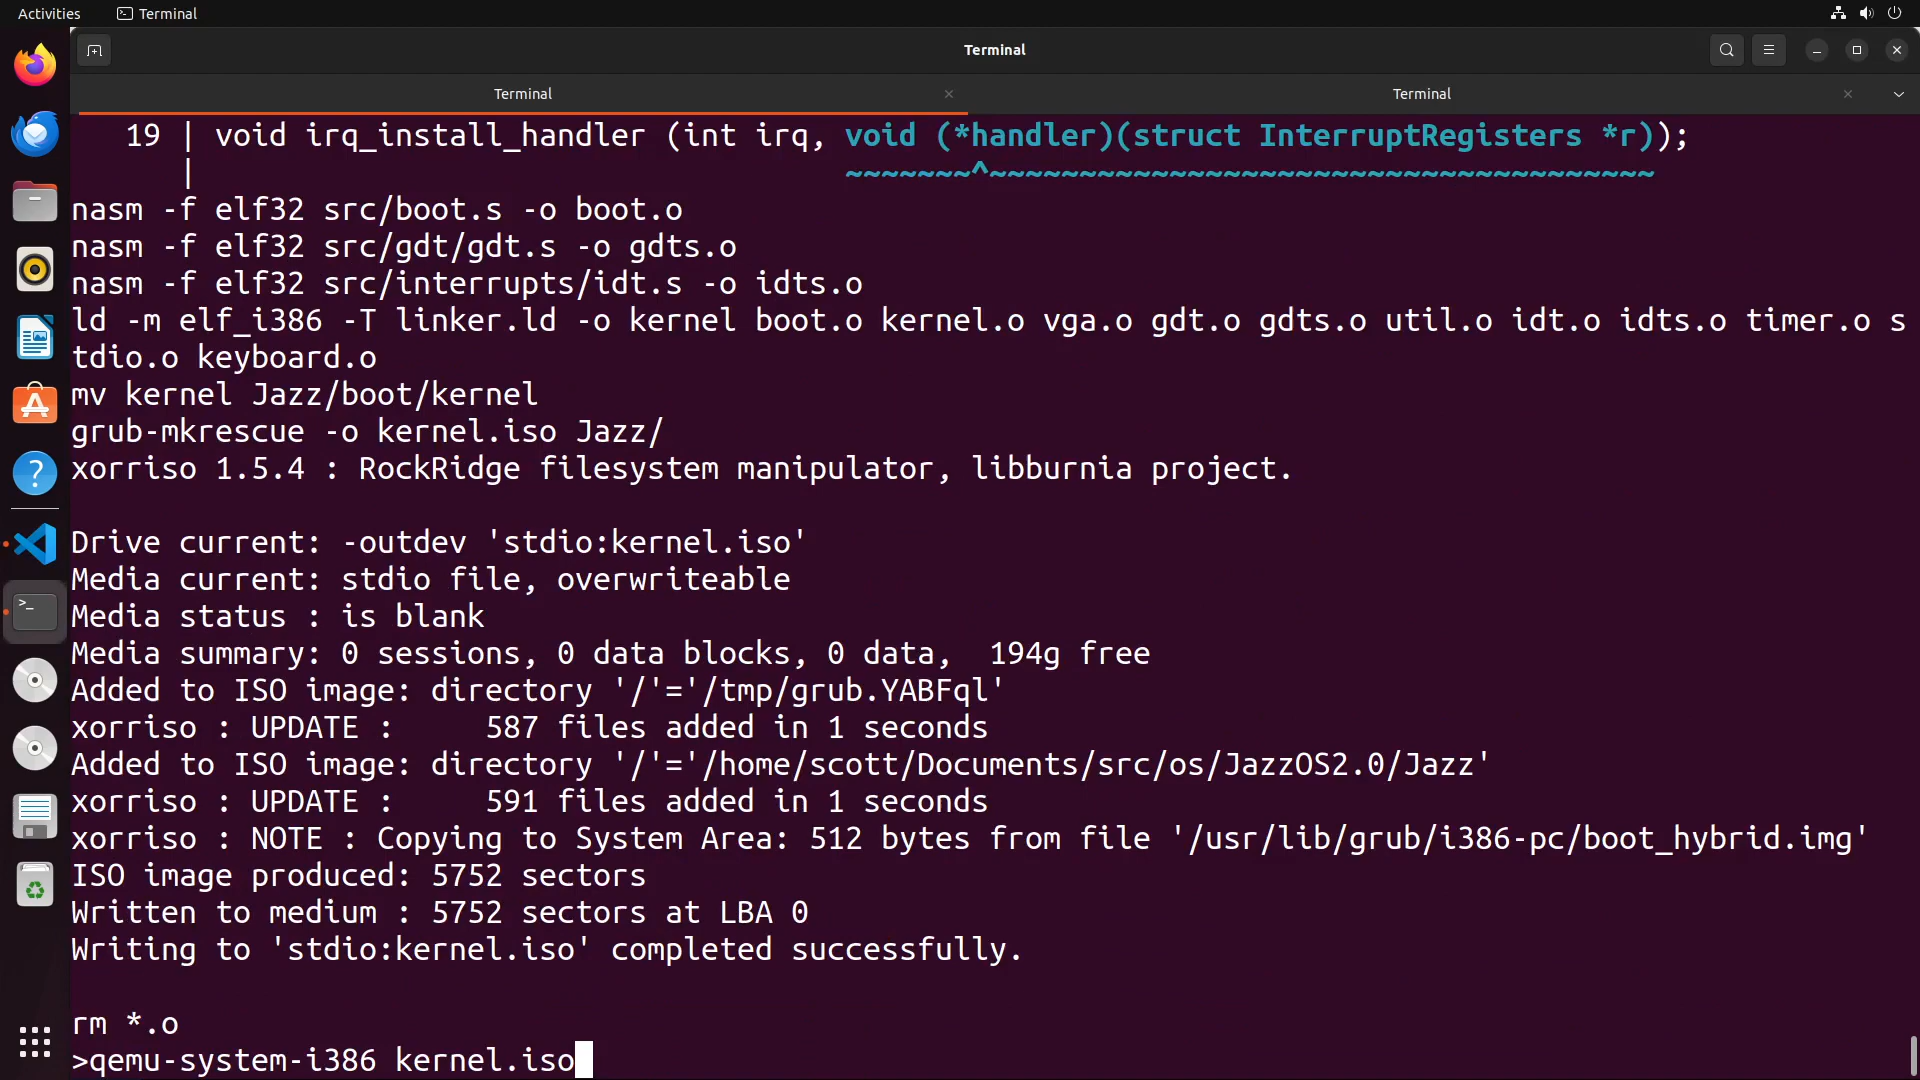 Activities
Terminal
Terminal
Terminal
Terminal
19 | void irq_install_handler (int irq, void (*handler)(struct InterruptRegisters *r));
| ~~~~~~~^~~~~~~~~~~~~~~~~~~~~~~~~~~~~~~~~~~~~~
nasm -f elf32 src/boot.s -o boot.o
nasm -f elf32 src/gdt/gdt.s -o gdts.o
nasm -f elf32 src/interrupts/idt.s -o idts.o
ld -m elf_i386 -T linker.ld -o kernel boot.o kernel.o vga.o gdt.o gdts.o util.o idt.o idts.o timer.o s
tdio.o keyboard.o
mv kernel Jazz/boot/kernel
grub-mkrescue -o kernel.iso Jazz/
xorriso 1.5.4 : RockRidge filesystem manipulator, libburnia project.
Drive current: -outdev 'stdio:kernel.iso'
Media current: stdio file, overwriteable
Media status : is blank
Media summary: 0 sessions, 0 data blocks, 0 data,  194g free
Added to ISO image: directory '/'='/tmp/grub.YABFql'
xorriso : UPDATE :     587 files added in 1 seconds
Added to ISO image: directory '/'='/home/scott/Documents/src/os/JazzOS2.0/Jazz'
xorriso : UPDATE :     591 files added in 1 seconds
xorriso : NOTE : Copying to System Area: 512 bytes from file '/usr/lib/grub/i386-pc/boot_hybrid.img'
ISO image produced: 5752 sectors
Written to medium : 5752 sectors at LBA 0
Writing to 'stdio:kernel.iso' completed successfully.
rm *.o
>qemu-system-i386 kernel.iso